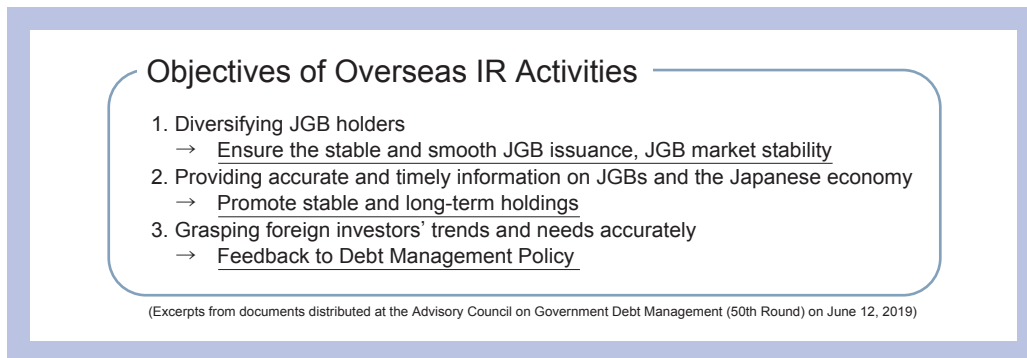 Objectives of Overseas IR Activities
1. Diversifying JGB holders
→ Ensure the stable and smooth JGB issuance, JGB market stability
2. Providing accurate and timely information on JGBs and the Japanese economy
→ Promote stable and long-term holdings
3. Grasping foreign investors’ trends and needs accurately
→ Feedback to Debt Management Policy
(Excerpts from documents distributed at the Advisory Council on Government Debt Management (50th Round) on June 12, 2019)